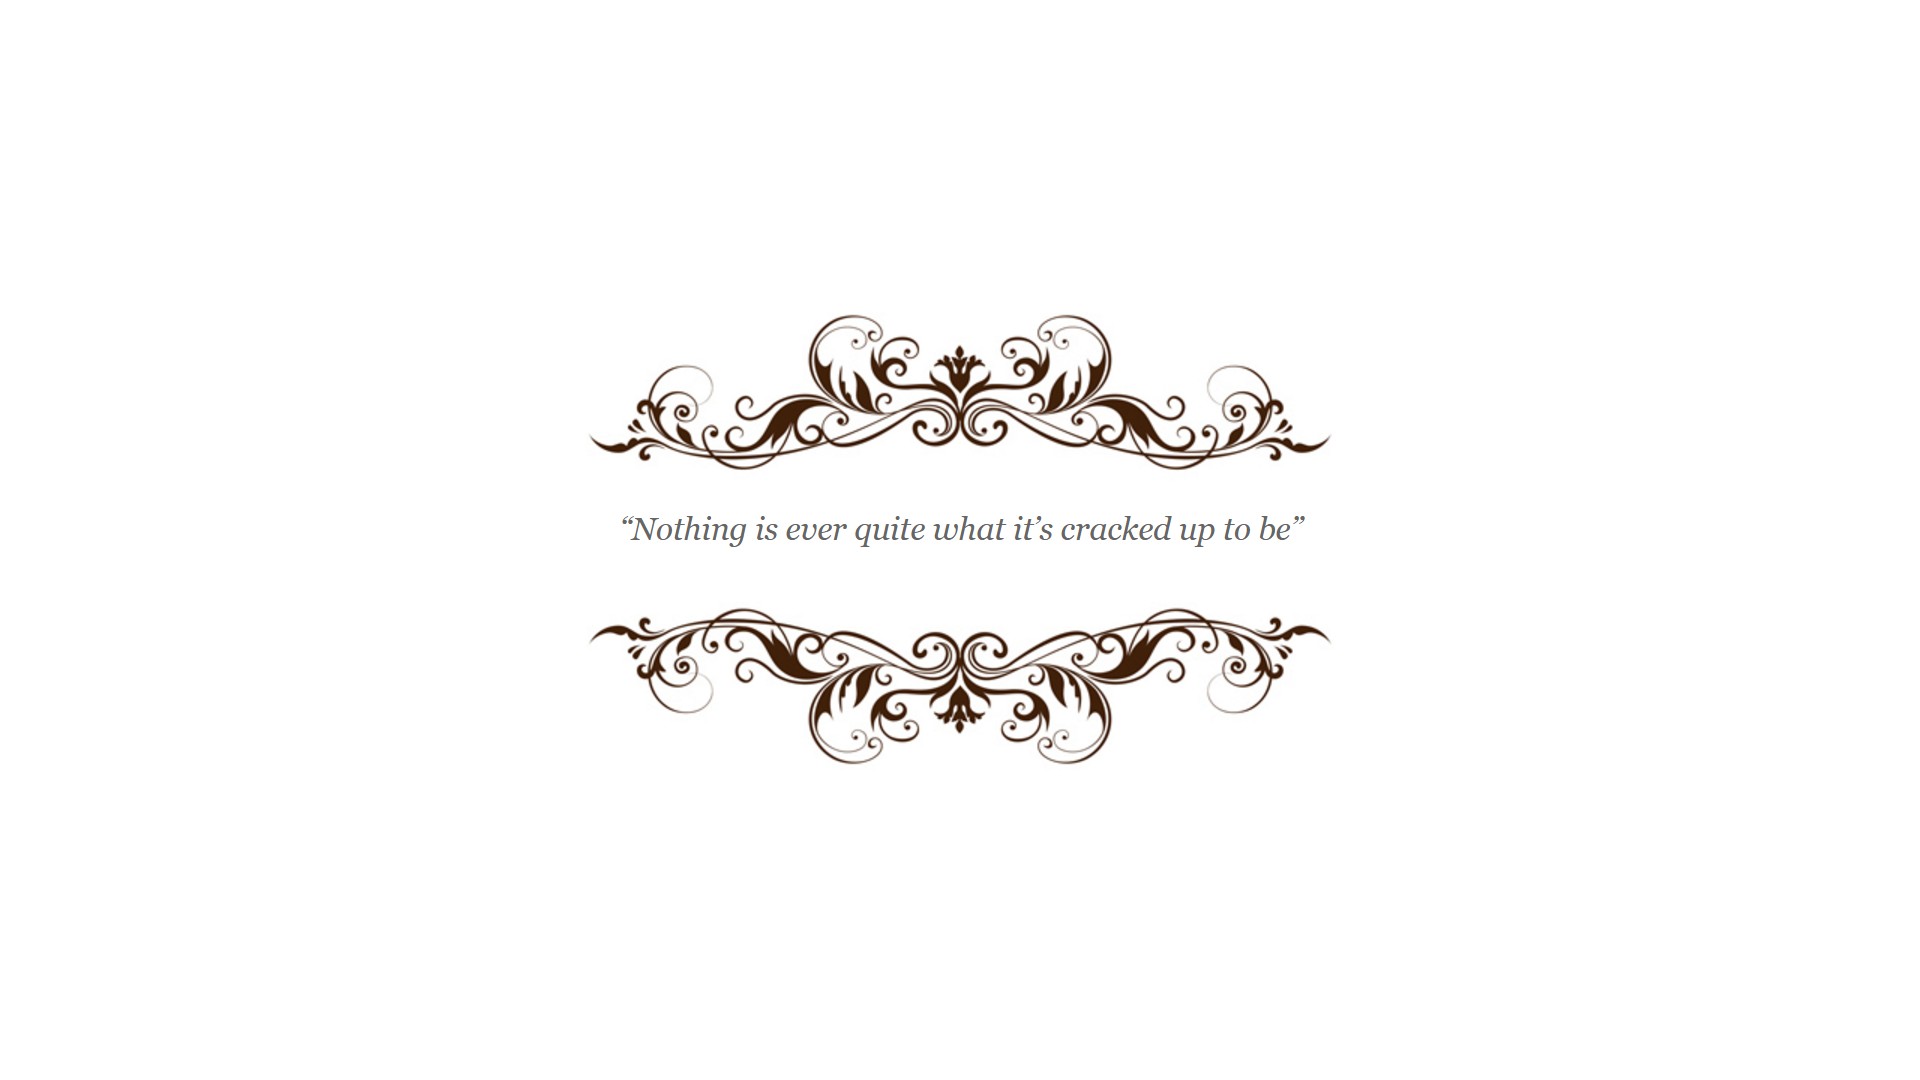 “Nothing is ever quite what it’s cracked up to be”